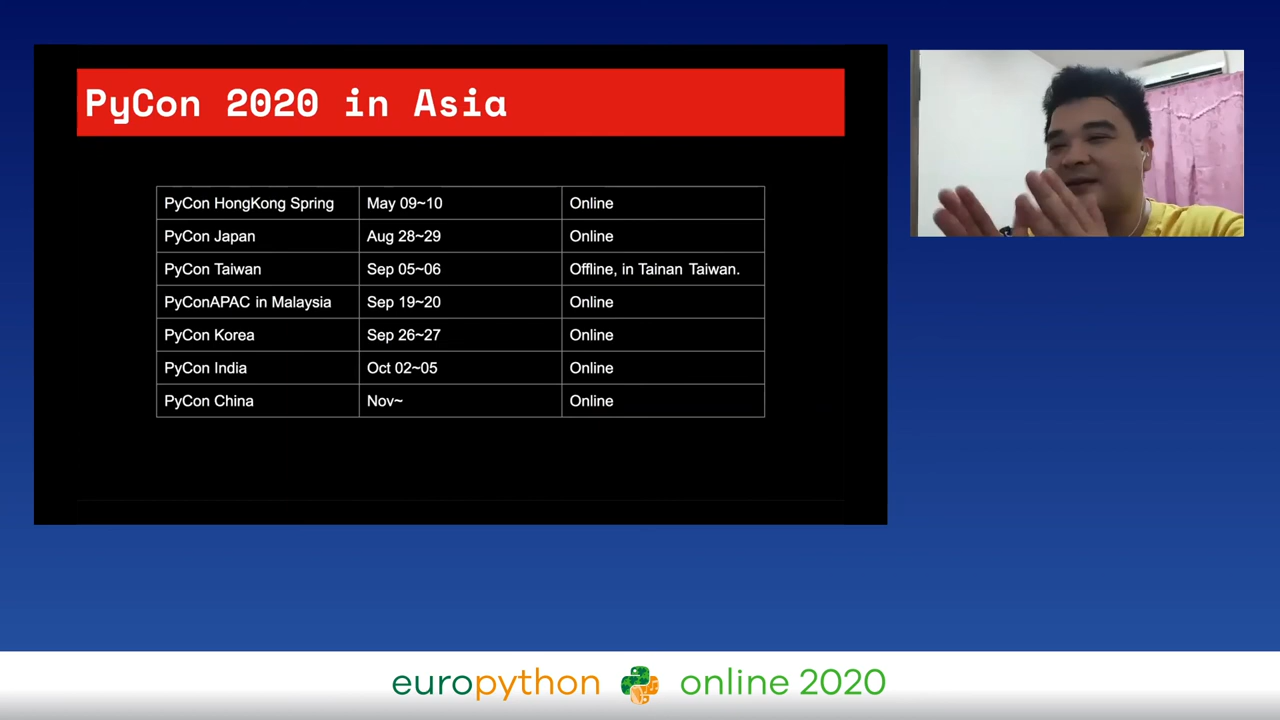 PyCon 2020 in Asia
PyCon HongKong Spring May 09~10 Online
PyCon Japan Aug 28~29 Online
PyCon Taiwan Sep 05~06 Offline, in Tainan Taiwan.
PyConAPAC in Malaysia Sep 19~20 Online
PyCon Korea Sep 26~27 Online
PyCon India Oct 02~05 Online
PyCon China Nov~ Online
europython online 2020